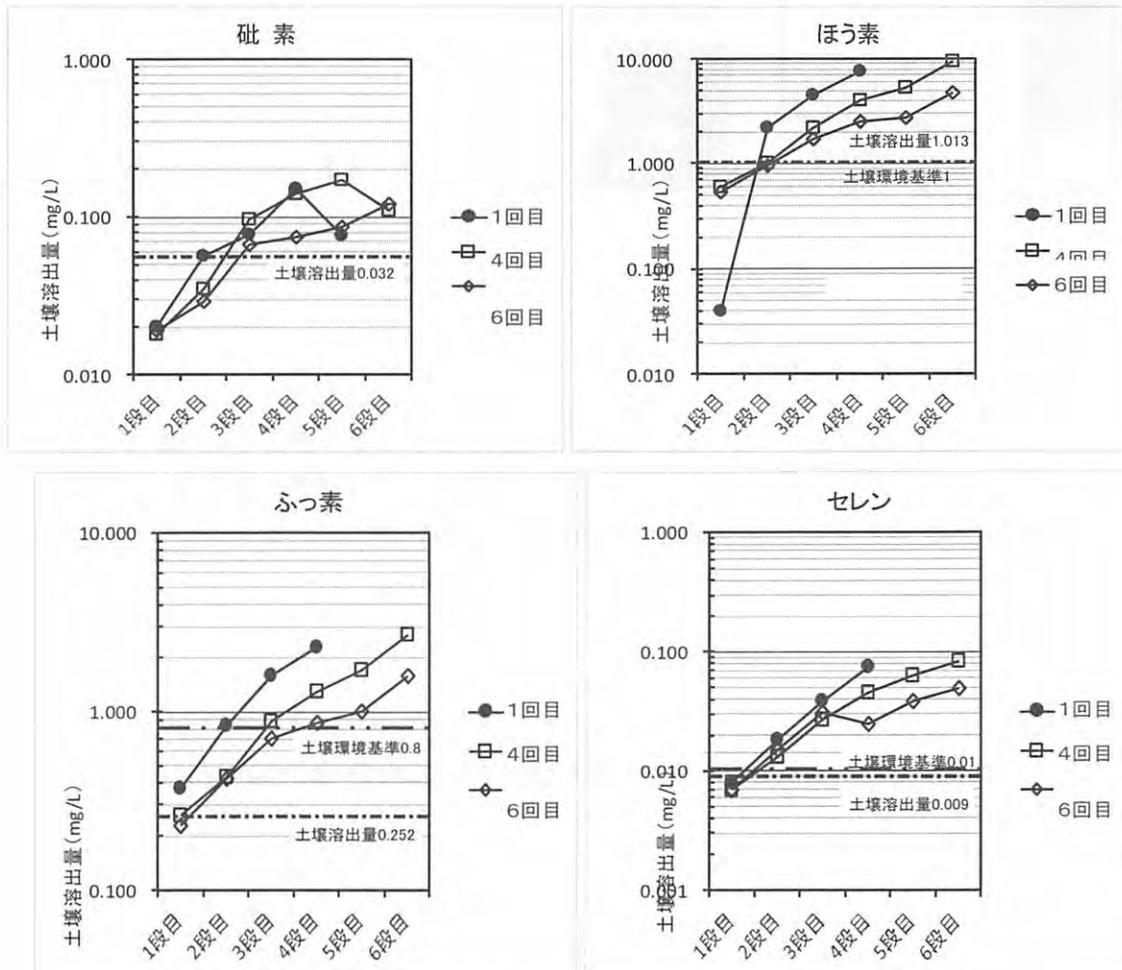 砒 素
1.000
0.100
0.010
土壌溶出量(mg/L)
土壌溶出量0.032
1段目
2段目
3段目
4段目
5段目
6段目
1回目
4回目
6回目
ほう素
10.000
1.000
0.100
0.010
土壌溶出量(mg/L)
土壌溶出量1.013
土壌環境基準1
1段目
2段目
3段目
4段目
5段目
6段目
1回目
4回目
6回目
ふっ素
10.000
1.000
0.100
土壌溶出量(mg/L)
土壌環境基準0.8
土壌溶出量0.252
1段目
2段目
3段目
4段目
5段目
6段目
1回目
4回目
6回目
セレン
1.000
0.100
0.010
0.001
土壌溶出量(mg/L)
土壌環境基準0.01
土壌溶出量0.009
1段目
2段目
3段目
4段目
5段目
6段目
1回目
4回目
6回目